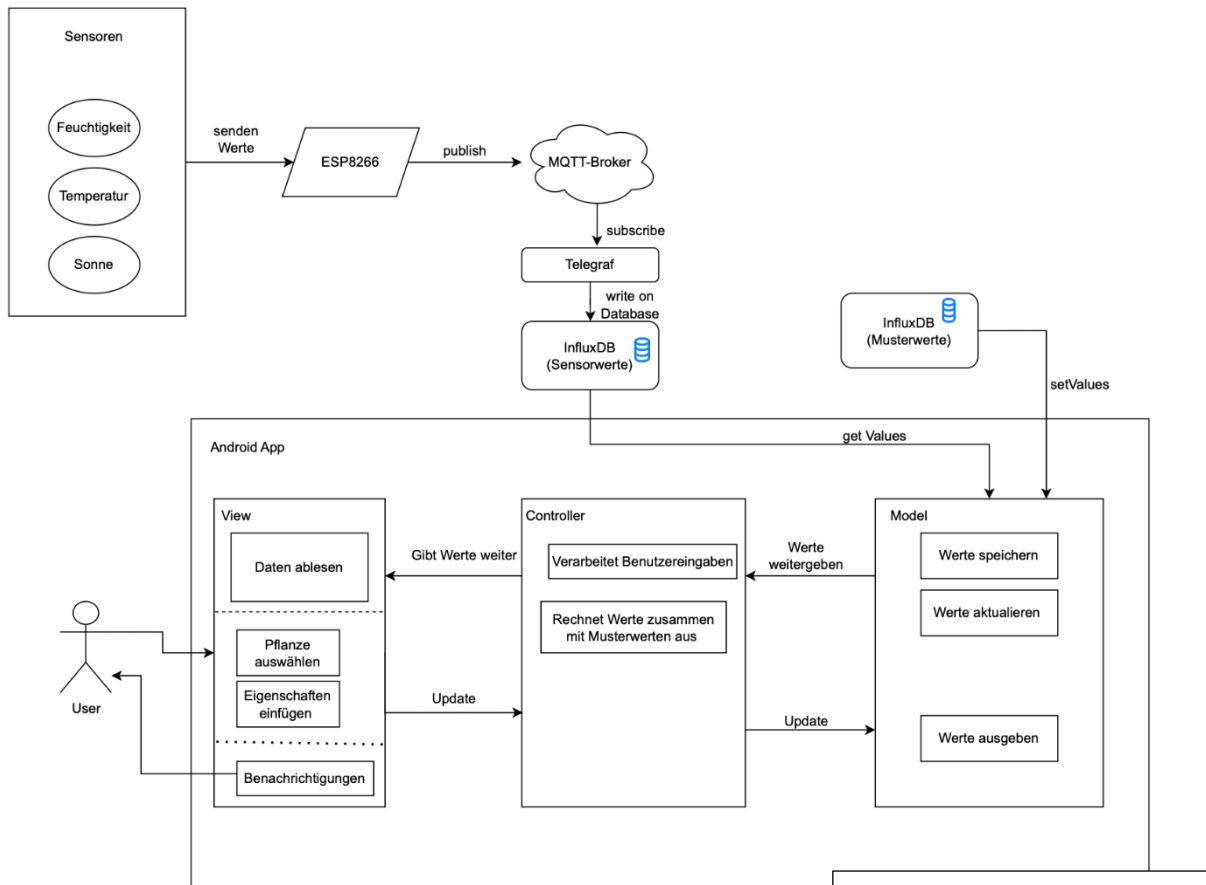 Sensoren
Feuchtigkeit
Temperatur
Sonne
senden
Werte
ESP8266
publish
MQTT-Broker
subscribe
Telegraf
write on
Database
InfluxDB
(Sensorwerte)
InfluxDB
(Musterwerte)
setValues
get Values
Android App
View
Daten ablesen
Pflanze
auswählen
Eigenschaften
einfügen
Benachrichtigungen
User
Gibt Werte weiter
Update
Controller
Verarbeitet Benutzereingaben
Rechnet Werte zusammen
mit Musterwerten aus
Werte
weitergeben
Update
Model
Werte speichern
Werte aktualieren
Werte ausgeben